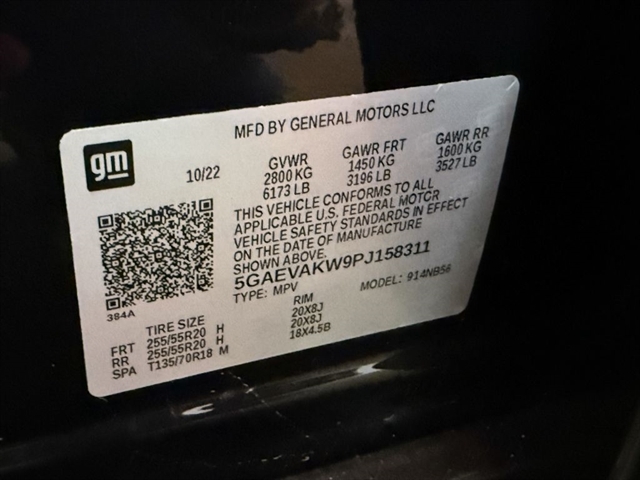 MFD BY GENERAL MOTORS LLC
gm
10/22 GVWR GAWR FRT GAWR RR
2800 KG 1450 KG 1600 KG
6173 LB 3196 LB 3527 LB
THIS VEHICLE CONFORMS TO ALL
APPLICABLE U.S. FEDERAL MOTOR
VEHICLE SAFETY STANDARDS IN EFFECT
ON THE DATE OF MANUFACTURE
SHOWN ABOVE.
5GAEVAKW9PJ158311
TYPE: MPV MODEL: 914NB56
384A
TIRE SIZE RIM
FRT 255/55R20 H 20X8J
RR 255/55R20 H 20X8J
SPA T135/70R18 M 18X4.5B